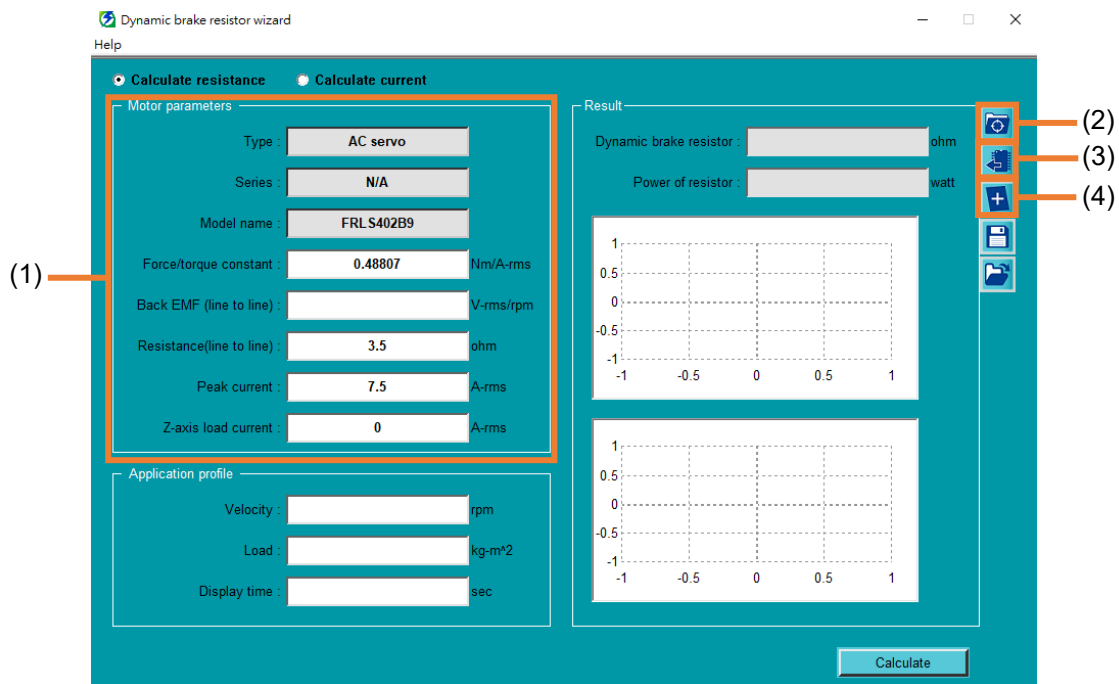 Dynamic brake resistor wizard
Help
Calculate resistance Calculate current
Motor parameters
Type : AC servo
Series : N/A
Model name : FRLS402B9
Force/torque constant : 0.48807 Nm/A-rms
Back EMF (line to line) : V-rms/rpm
Resistance(line to line) : 3.5 ohm
Peak current : 7.5 A-rms
Z-axis load current : 0 A-rms
(1)
Application profile
Velocity : rpm
Load : kg-m^2
Display time : sec
Result
Dynamic brake resistor : ohm
Power of resistor : watt
1
0.5
0
-0.5
-1
-1 -0.5 0 0.5 1
1
0.5
0
-0.5
-1
-1 -0.5 0 0.5 1
(2)
(3)
(4)
Calculate